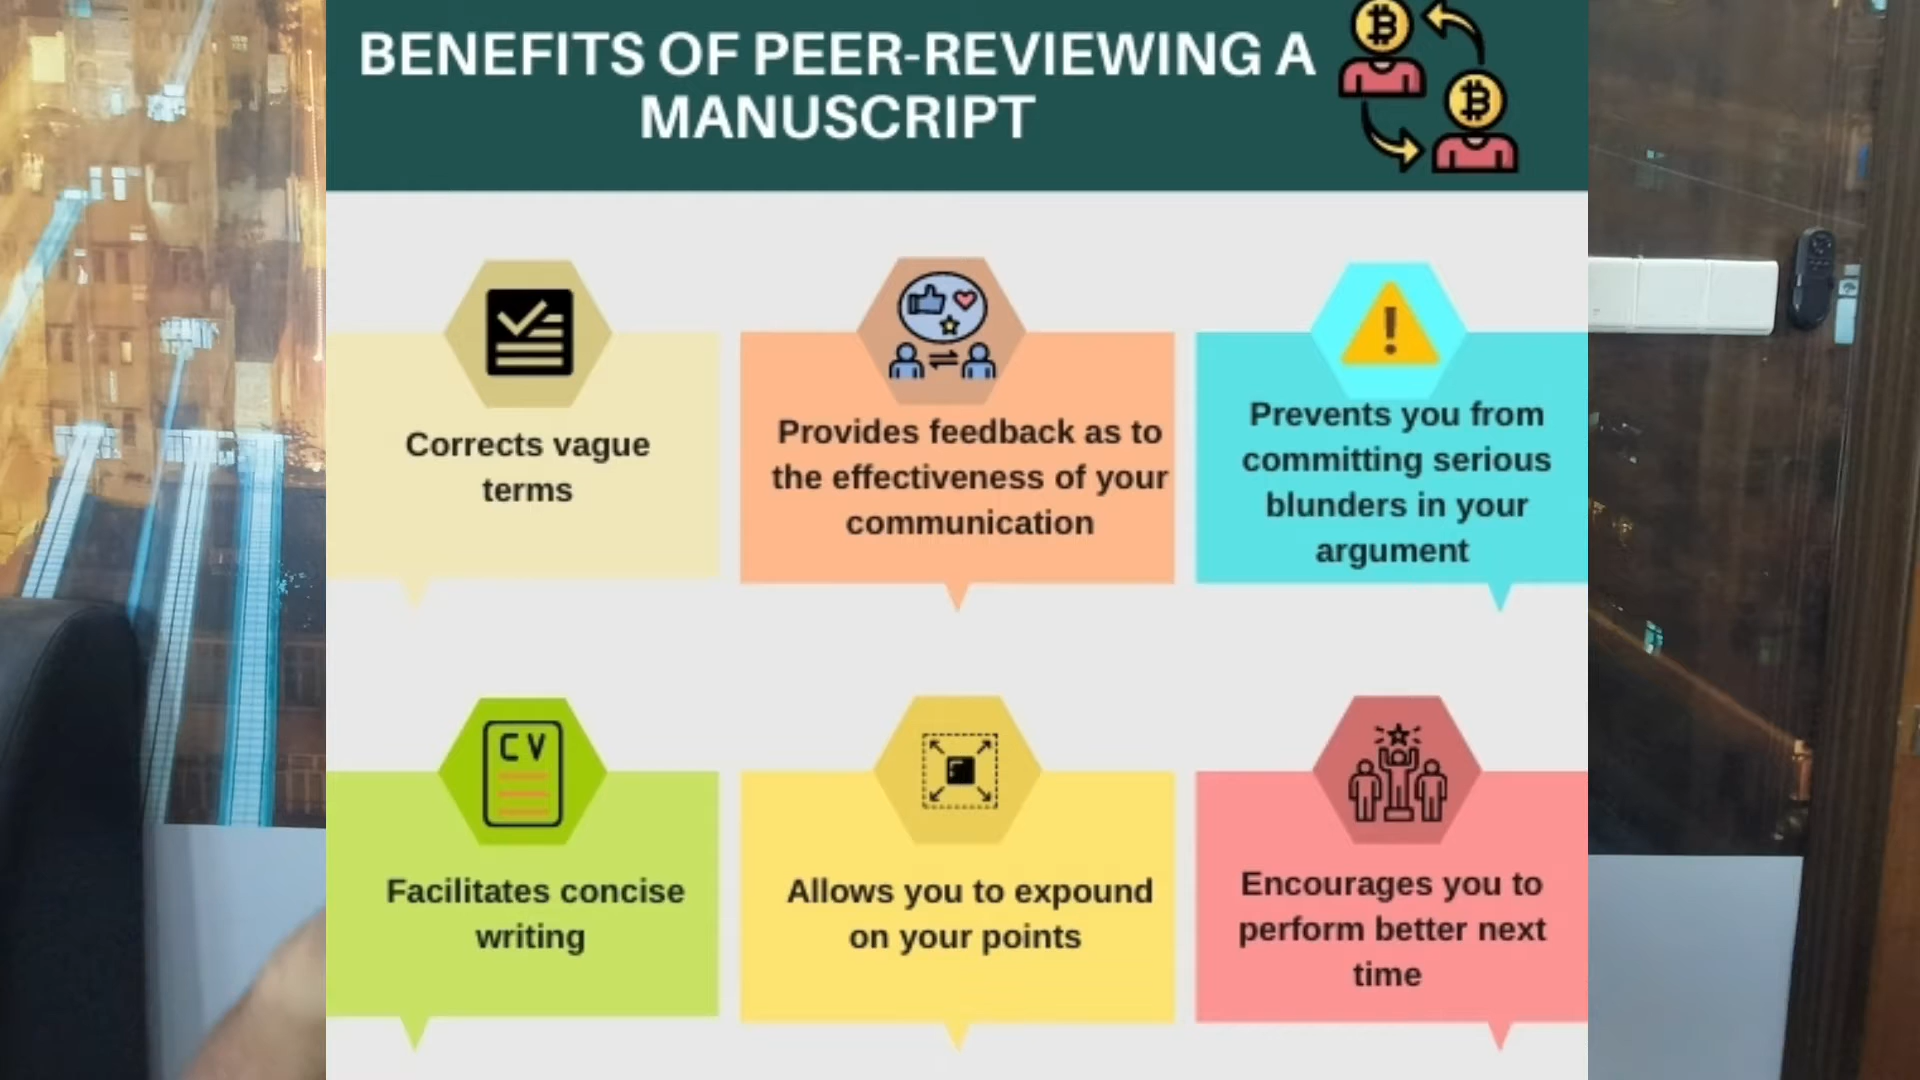 BENEFITS OF PEER-REVIEWING A
MANUSCRIPT
Corrects vague
terms
Provides feedback as to
the effectiveness of your
communication
Prevents you from
committing serious
blunders in your
argument
CV
Facilitates concise
writing
Allows you to expound
on your points
Encourages you to
perform better next
time